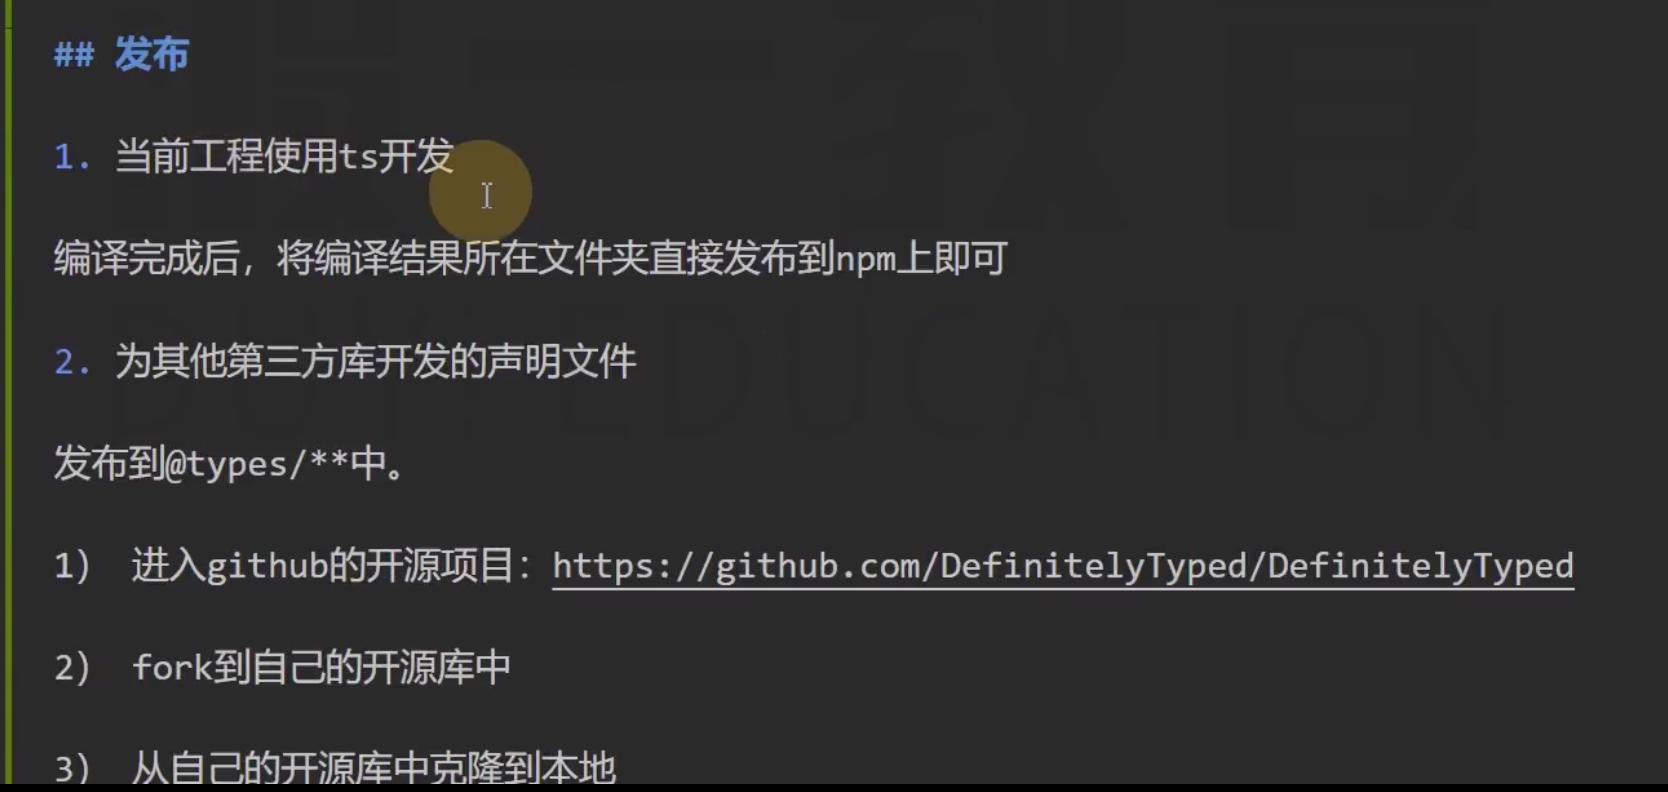 ## 发布
1. 当前工程使用ts开发
编译完成后，将编译结果所在文件夹直接发布到npm上即可
2. 为其他第三方库开发的声明文件
发布到@types/**中。
1) 进入github的开源项目：https://github.com/DefinitelyTyped/DefinitelyTyped
2) fork到自己的开源库中
3) 从自己的开源库中克隆到本地